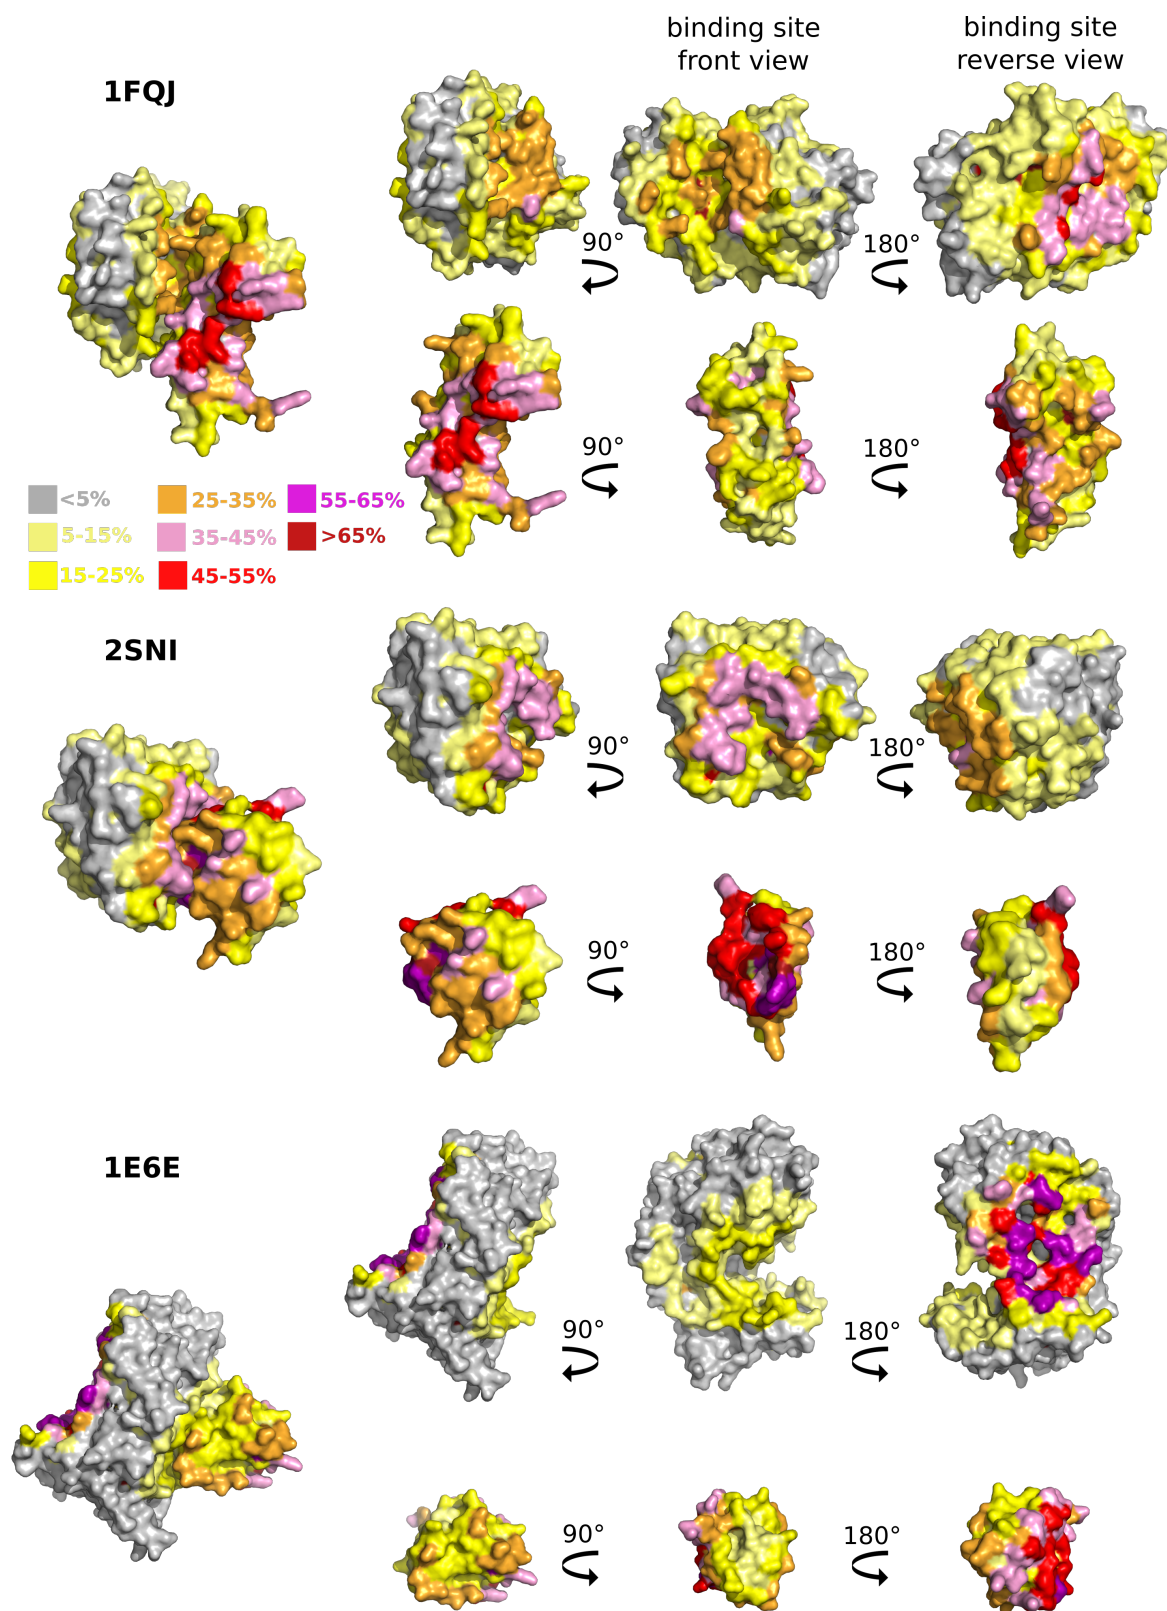 binding site
front view
binding site
reverse view
1FQJ
90°
180°
90°
180°
<5%
25-35%
55-65%
5-15%
35-45%
>65%
15-25%
45-55%
2SNI
90°
180°
90°
180°
1E6E
90°
180°
90°
180°